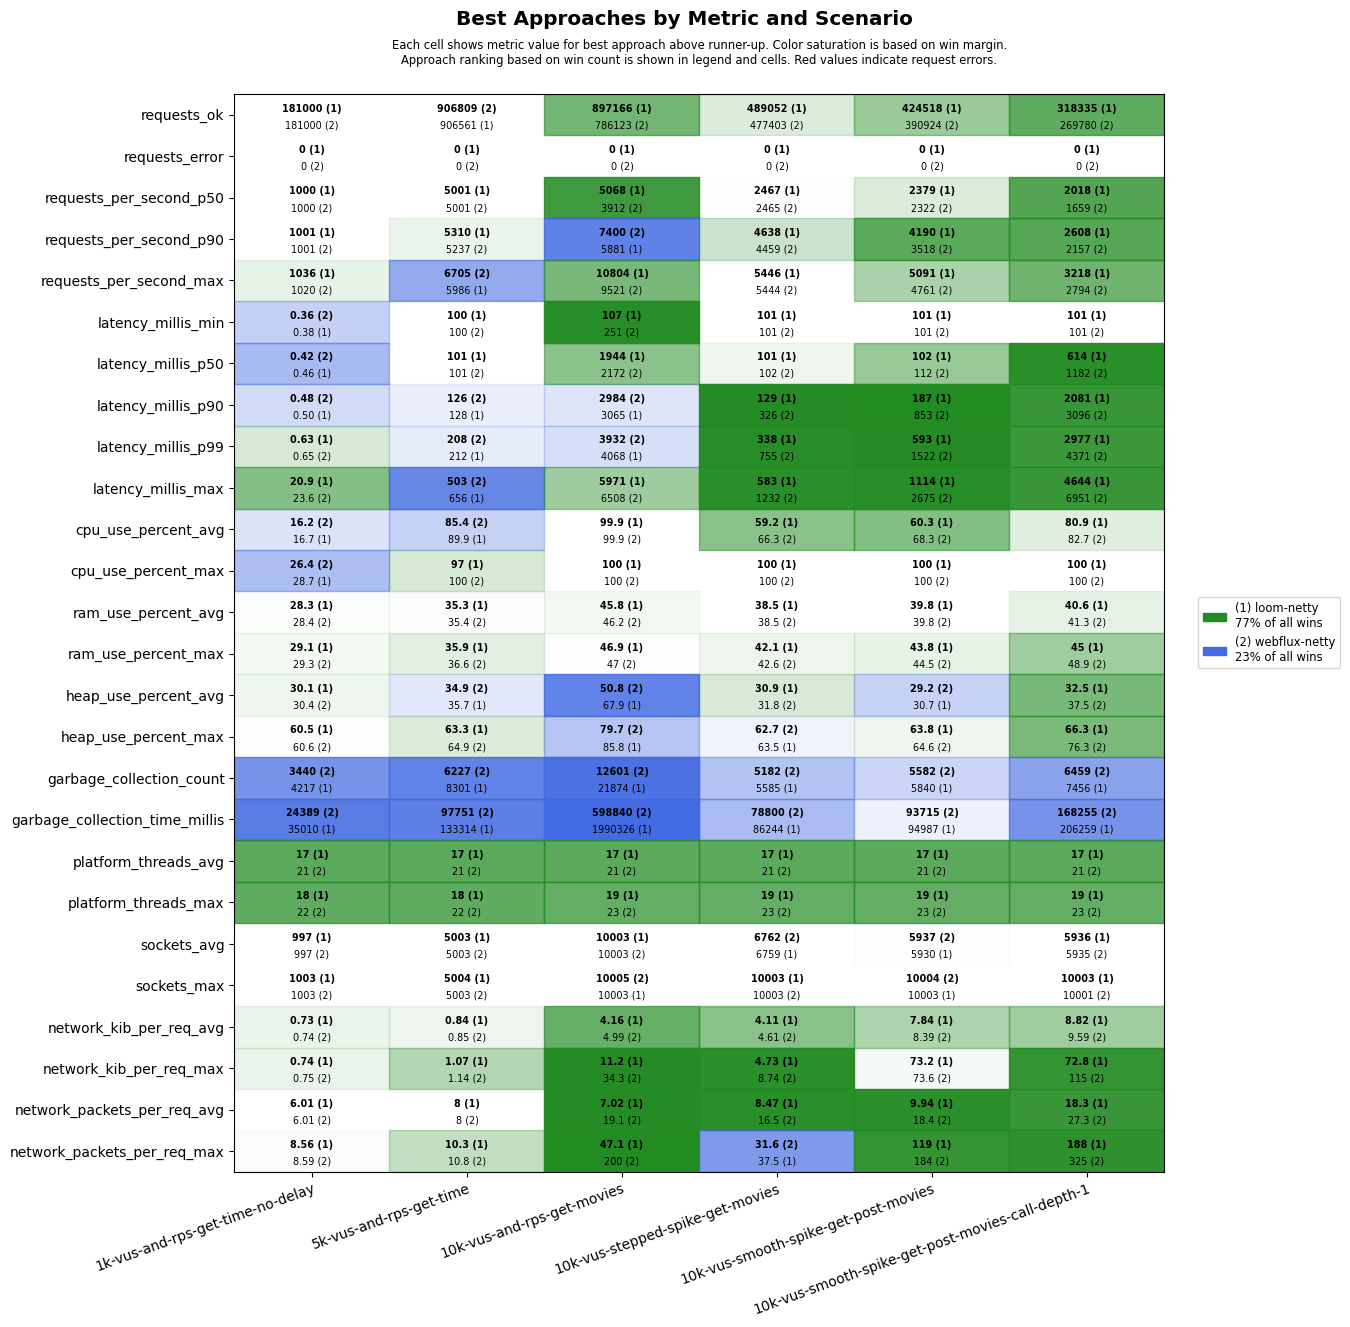 Best Approaches by Metric and Scenario
Each cell shows metric value for best approach above runner-up. Color saturation is based on win margin.
Approach ranking based on win count is shown in legend and cells. Red values indicate request errors.
requests_ok
181000 (1) 906809 (2) 897166 (1) 489052 (1) 424518 (1) 318335 (1)
181000 (2) 906561 (1) 786123 (2) 477403 (2) 390924 (2) 269780 (2)
requests_error
0 (1) 0 (1) 0 (1) 0 (1) 0 (1) 0 (1)
0 (2) 0 (2) 0 (2) 0 (2) 0 (2) 0 (2)
requests_per_second_p50
1000 (1) 5001 (1) 5068 (1) 2467 (1) 2379 (1) 2018 (1)
1000 (2) 5001 (2) 3912 (2) 2465 (2) 2322 (2) 1659 (2)
requests_per_second_p90
1001 (1) 5310 (1) 7400 (2) 4638 (1) 4190 (1) 2608 (1)
1001 (2) 5237 (2) 5881 (1) 4459 (2) 3518 (2) 2157 (2)
requests_per_second_max
1036 (1) 6705 (2) 10804 (1) 5446 (1) 5091 (1) 3218 (1)
1020 (2) 5986 (1) 9521 (2) 5444 (2) 4761 (2) 2794 (2)
latency_millis_min
0.36 (2) 100 (1) 107 (1) 101 (1) 101 (1) 101 (1)
0.38 (1) 100 (2) 251 (2) 101 (2) 101 (2) 101 (2)
latency_millis_p50
0.42 (2) 101 (1) 1944 (1) 101 (1) 102 (1) 614 (1)
0.46 (1) 101 (2) 2172 (2) 102 (2) 112 (2) 1182 (2)
latency_millis_p90
0.48 (2) 126 (2) 2984 (2) 129 (1) 187 (1) 2081 (1)
0.50 (1) 128 (1) 3065 (1) 326 (2) 853 (2) 3096 (2)
latency_millis_p99
0.63 (1) 208 (2) 3932 (2) 338 (1) 593 (1) 2977 (1)
0.65 (2) 212 (1) 4068 (1) 755 (2) 1522 (2) 4371 (2)
latency_millis_max
20.9 (1) 503 (2) 5971 (1) 583 (1) 1114 (1) 4644 (1)
23.6 (2) 656 (1) 6508 (2) 1232 (2) 2675 (2) 6951 (2)
cpu_use_percent_avg
16.2 (2) 85.4 (2) 99.9 (1) 59.2 (1) 60.3 (1) 80.9 (1)
16.7 (1) 89.9 (1) 99.9 (2) 66.3 (2) 68.3 (2) 82.7 (2)
cpu_use_percent_max
26.4 (2) 97 (1) 100 (1) 100 (1) 100 (1) 100 (1)
28.7 (1) 100 (2) 100 (2) 100 (2) 100 (2) 100 (2)
ram_use_percent_avg
28.3 (1) 35.3 (1) 45.8 (1) 38.5 (1) 39.8 (1) 40.6 (1)
28.4 (2) 35.4 (2) 46.2 (2) 38.5 (2) 39.8 (2) 41.3 (2)
ram_use_percent_max
29.1 (1) 35.9 (1) 46.9 (1) 42.1 (1) 43.8 (1) 45 (1)
29.3 (2) 36.6 (2) 47 (2) 42.6 (2) 44.5 (2) 48.9 (2)
heap_use_percent_avg
30.1 (1) 34.9 (2) 50.8 (2) 30.9 (1) 29.2 (2) 32.5 (1)
30.4 (2) 35.7 (1) 67.9 (1) 31.8 (2) 30.7 (1) 37.5 (2)
heap_use_percent_max
60.5 (1) 63.3 (1) 79.7 (2) 62.7 (2) 63.8 (1) 66.3 (1)
60.6 (2) 64.9 (2) 85.8 (1) 63.5 (1) 64.6 (2) 76.3 (2)
garbage_collection_count
3440 (2) 6227 (2) 12601 (2) 5182 (2) 5582 (2) 6459 (2)
4217 (1) 8301 (1) 21874 (1) 5585 (1) 5840 (1) 7456 (1)
garbage_collection_time_millis
24389 (2) 97751 (2) 598840 (2) 78800 (2) 93715 (2) 168255 (2)
35010 (1) 133314 (1) 1990326 (1) 86244 (1) 94987 (1) 206259 (1)
platform_threads_avg
17 (1) 17 (1) 17 (1) 17 (1) 17 (1) 17 (1)
21 (2) 21 (2) 21 (2) 21 (2) 21 (2) 21 (2)
platform_threads_max
18 (1) 18 (1) 19 (1) 19 (1) 19 (1) 19 (1)
22 (2) 22 (2) 23 (2) 23 (2) 23 (2) 23 (2)
sockets_avg
997 (1) 5003 (1) 10003 (1) 6762 (2) 5937 (2) 5936 (1)
997 (2) 5003 (2) 10003 (2) 6759 (1) 5930 (1) 5935 (2)
sockets_max
1003 (1) 5004 (1) 10005 (2) 10003 (1) 10004 (2) 10003 (1)
1003 (2) 5003 (2) 10003 (1) 10003 (2) 10003 (1) 10001 (2)
network_kib_per_req_avg
0.73 (1) 0.84 (1) 4.16 (1) 4.11 (1) 7.84 (1) 8.82 (1)
0.74 (2) 0.85 (2) 4.99 (2) 4.61 (2) 8.39 (2) 9.59 (2)
network_kib_per_req_max
0.74 (1) 1.07 (1) 11.2 (1) 4.73 (1) 73.2 (1) 72.8 (1)
0.75 (2) 1.14 (2) 34.3 (2) 8.74 (2) 73.6 (2) 115 (2)
network_packets_per_req_avg
6.01 (1) 8 (1) 7.02 (1) 8.47 (1) 9.94 (1) 18.3 (1)
6.01 (2) 8 (2) 19.1 (2) 16.5 (2) 18.4 (2) 27.3 (2)
network_packets_per_req_max
8.56 (1) 10.3 (1) 47.1 (1) 31.6 (2) 119 (1) 188 (1)
8.59 (2) 10.8 (2) 200 (2) 37.5 (1) 184 (2) 325 (2)
1k-vus-and-rps-get-time-no-delay
5k-vus-and-rps-get-time
10k-vus-and-rps-get-movies
10k-vus-stepped-spike-get-movies
10k-vus-smooth-spike-get-post-movies
10k-vus-smooth-spike-get-post-movies-call-depth-1
(1) loom-netty
77% of all wins
(2) webflux-netty
23% of all wins